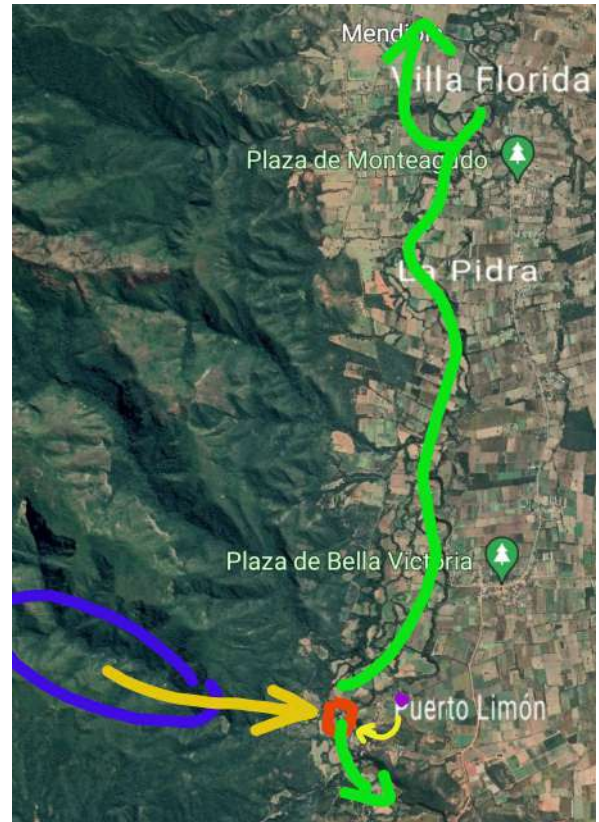 Villa Florida
Plaza de Monteagudo
La Pidra
Plaza de Bella Victoria
Puerto Limón